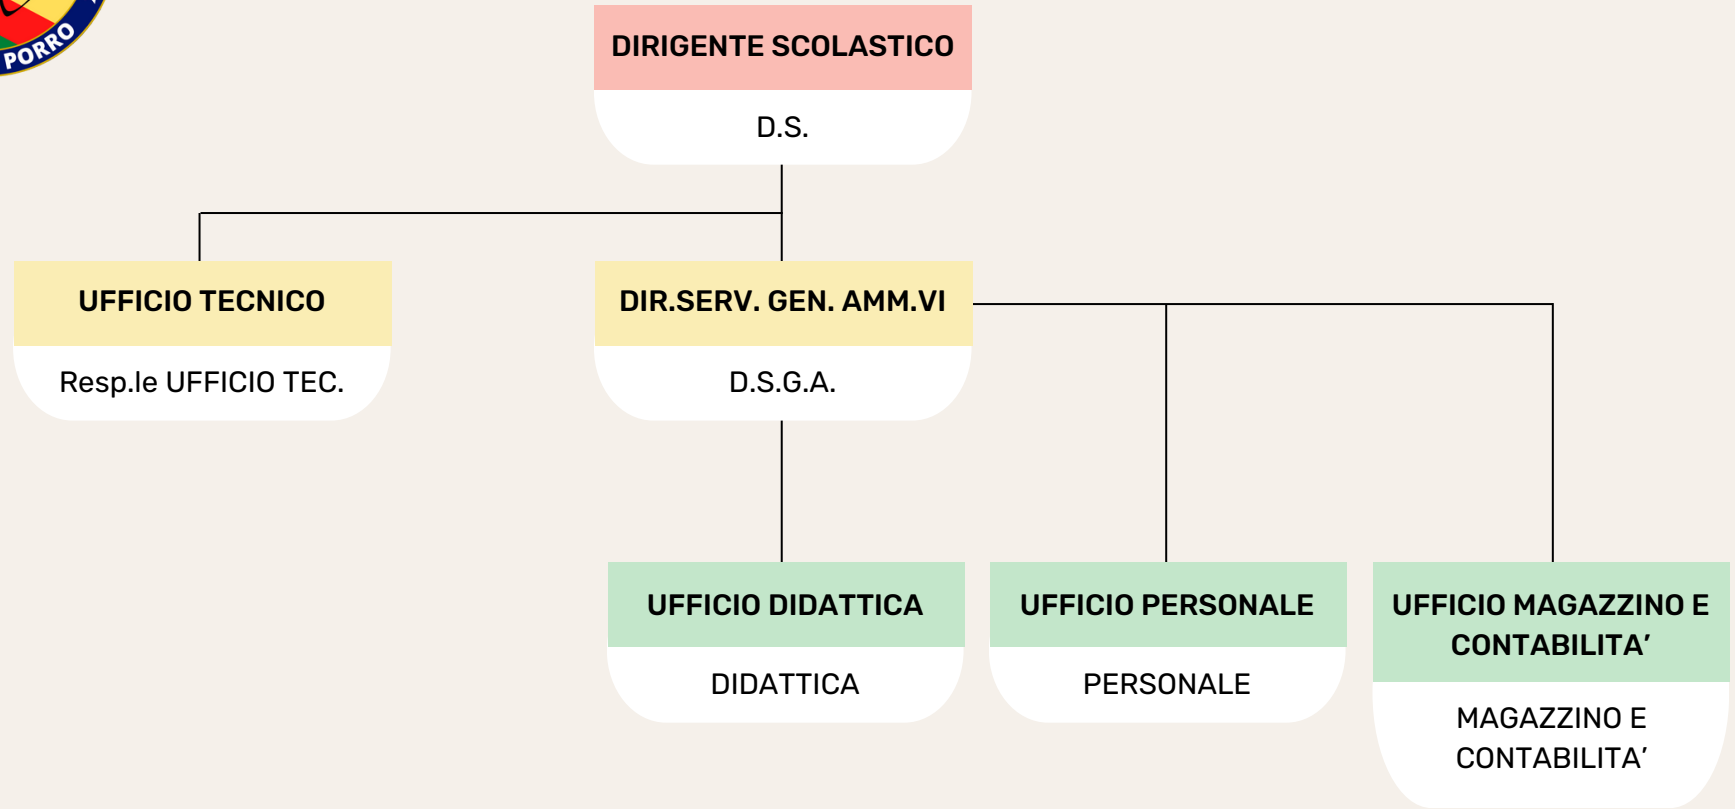 PORRO
DIRIGENTE SCOLASTICO
D.S.
UFFICIO TECNICO
Resp.le UFFICIO TEC.
DIR.SERV. GEN. AMM.VI
D.S.G.A.
UFFICIO DIDATTICA
DIDATTICA
UFFICIO PERSONALE
PERSONALE
UFFICIO MAGAZZINO E
CONTABILITA’
MAGAZZINO E
CONTABILITA’